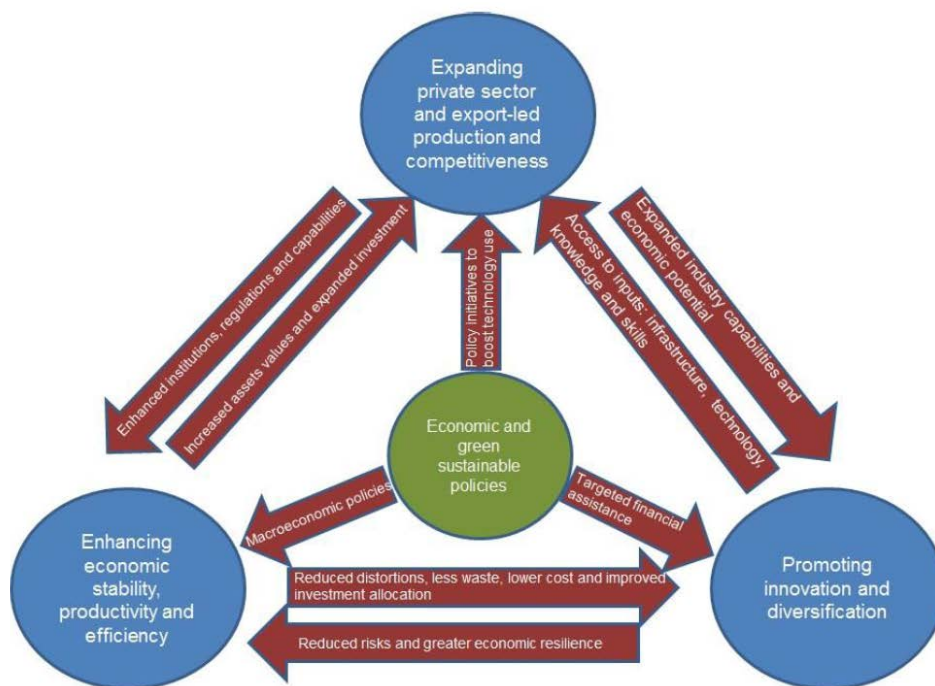 Expanding
private sector
and export-led
production and
competitiveness
Enhanced institutions, regulations and capabilities
Increased assets values and expanded investment
Policy initiatives to
boost technology use
Access to inputs: infrastructure, technology,
knowledge and skills
Expanded industry capabilities and
economic potential
Economic and
green
sustainable
policies
Macroeconomic policies
Targeted financial
assistance
Enhancing
economic
stability,
productivity and
efficiency
Reduced distortions, less waste, lower cost and improved
investment allocation
Reduced risks and greater economic resilience
Promoting
innovation and
diversification